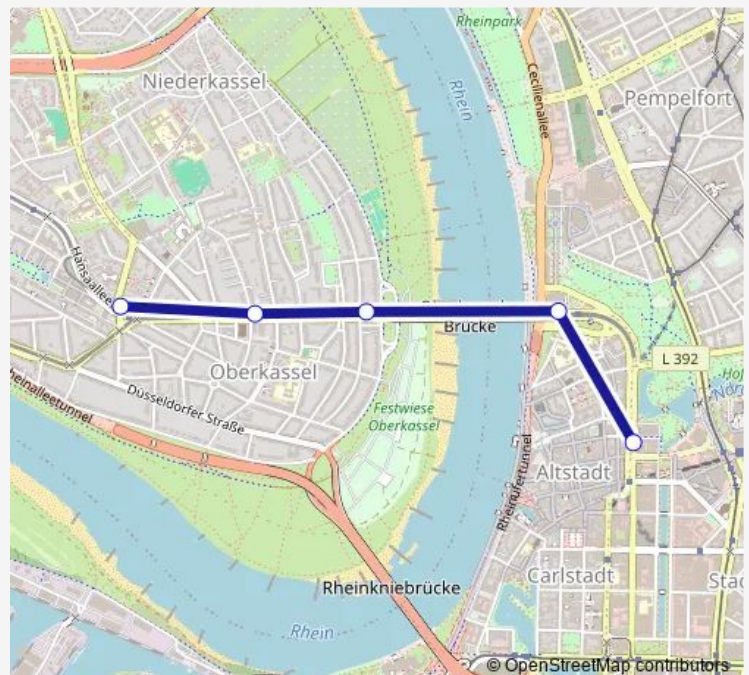 Rheinpark
Niederkassel
Rhein
Cecilienallee
Pempelfort
Hansaallee
Brücke
L 392
Oberkassel
Düsseldorfer Straße
Festwiese
Oberkassel
Rheinufertunnel
Altstadt
Carlstadt
Rheinkniebrücke
Rhein
© OpenStreetMap contributors